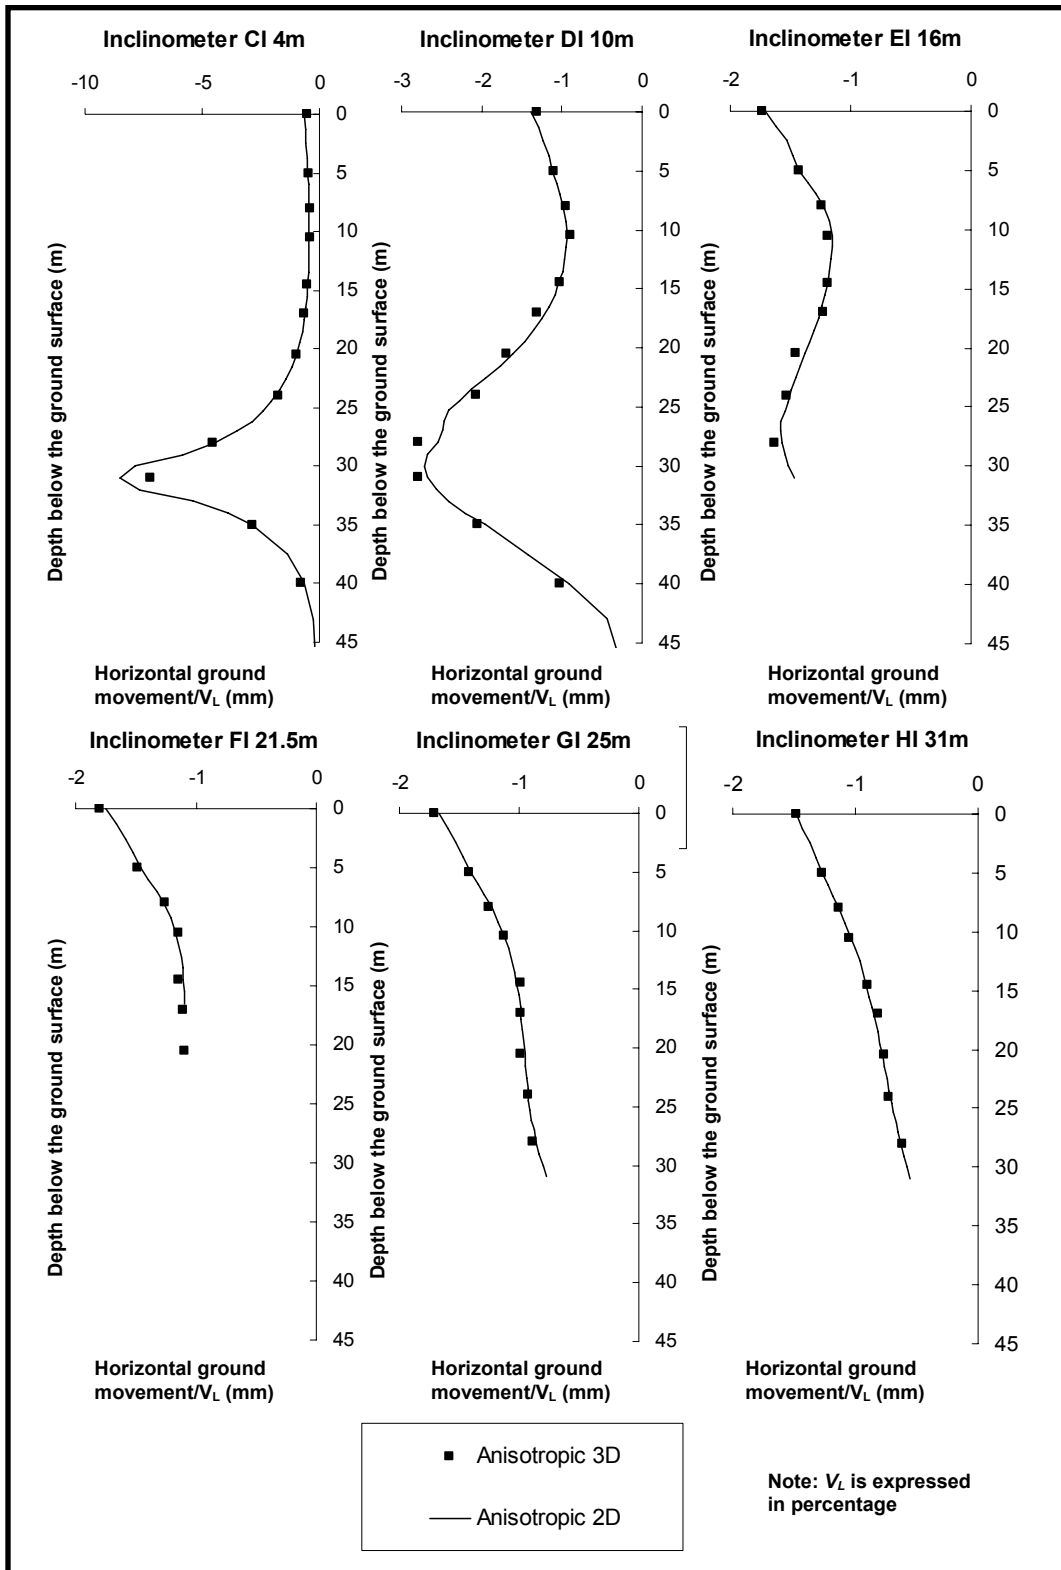 Inclinometer CI 4m
-10 -5 0
0
5
10
15
20
25
30
35
40
45
Depth below the ground surface (m)
Horizontal ground
movement/VL (mm)
Inclinometer DI 10m
-3 -2 -1 0
0
5
10
15
20
25
30
35
40
45
Depth below the ground surface (m)
Horizontal ground
movement/VL (mm)
Inclinometer EI 16m
-2 -1 0
0
5
10
15
20
25
30
35
40
45
Depth below the ground surface (m)
Horizontal ground
movement/VL (mm)
Inclinometer FI 21.5m
-2 -1 0
0
5
10
15
20
25
30
35
40
45
Depth below the ground surface (m)
Horizontal ground
movement/VL (mm)
Inclinometer GI 25m
-2 -1 0
0
5
10
15
20
25
30
35
40
45
Depth below the ground surface (m)
Horizontal ground
movement/VL (mm)
Inclinometer HI 31m
-2 -1 0
0
5
10
15
20
25
30
35
40
45
Depth below the ground surface (m)
Horizontal ground
movement/VL (mm)
Anisotropic 3D
Anisotropic 2D
Note: VL is expressed
in percentage